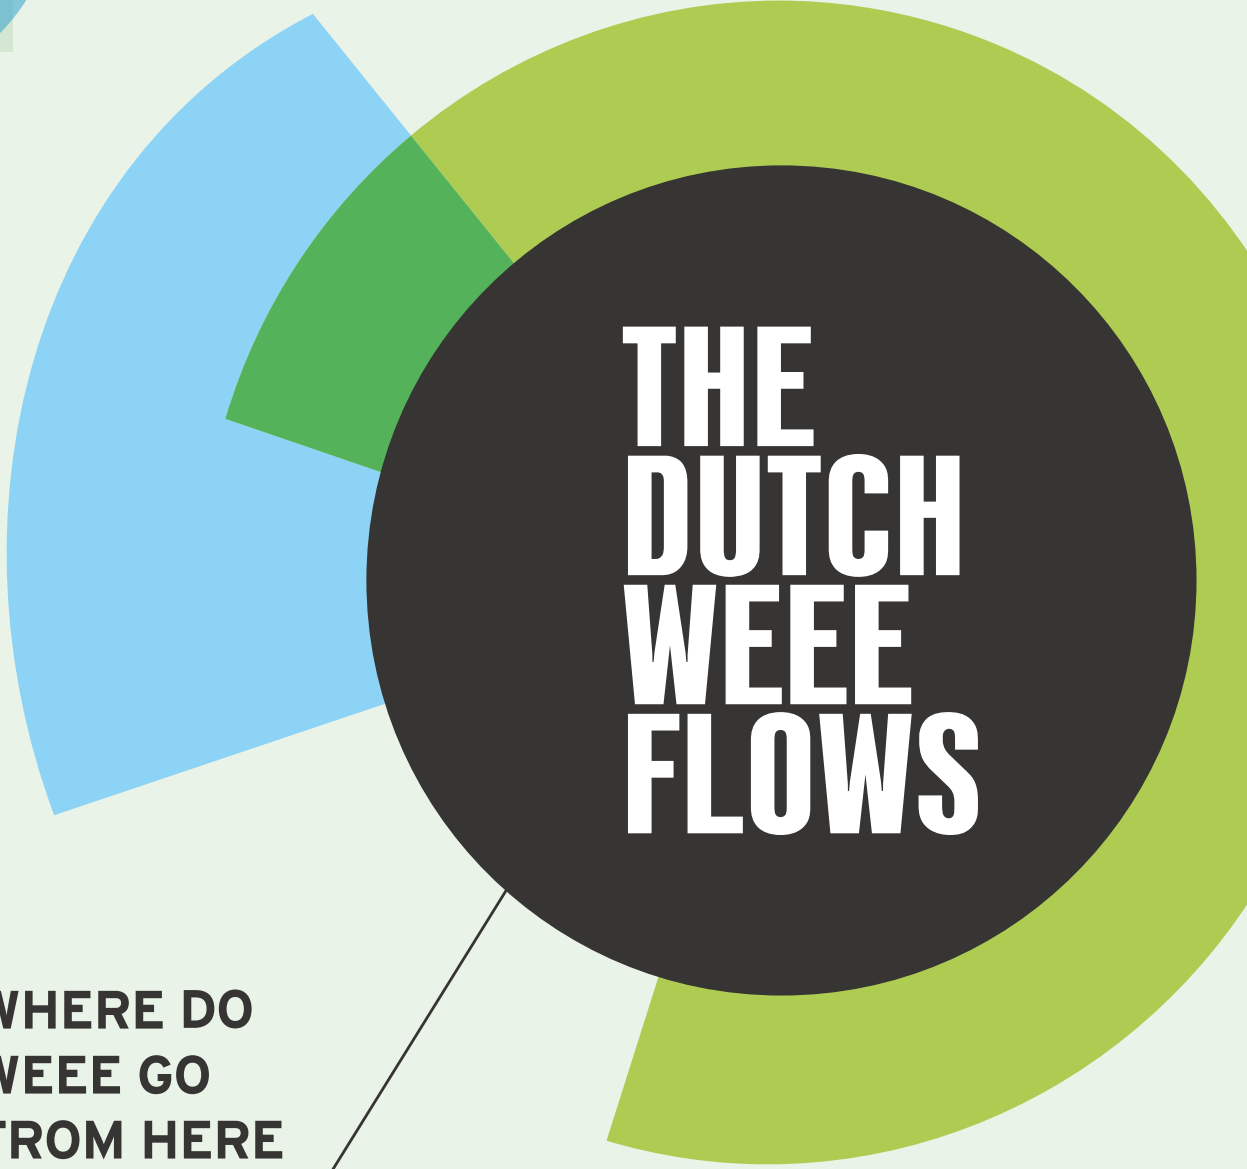 THE
DUTCH
WEEE
FLOWS
WHERE DO
WEEE GO
FROM HERE